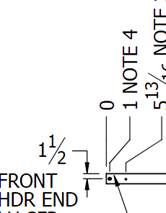 0
1 NOTE 4
5 13/16 NOTE
1 1/2
FRONT
HDR END